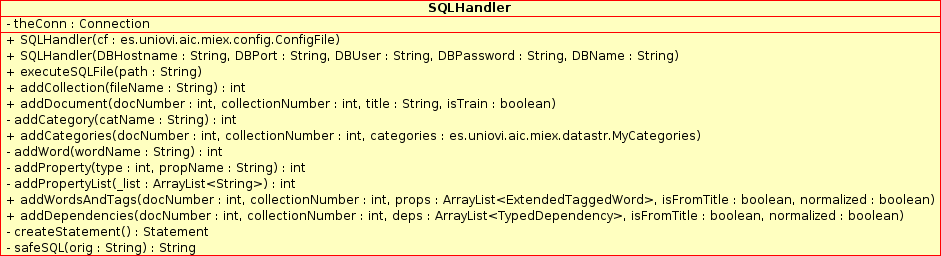 SQLHandler
- theConn : Connection
+ SQLHandler(cf : es.uniovi.aic.miex.config.ConfigFile)
+ SQLHandler(DBHostname : String, DBPort : String, DBUser : String, DBPassword : String, DBName : String)
+ executeSQLFile(path : String)
+ addCollection(fileName : String) : int
+ addDocument(docNumber : int, collectionNumber : int, title : String, isTrain : boolean)
- addCategory(catName : String) : int
+ addCategories(docNumber : int, collectionNumber : int, categories : es.uniovi.aic.miex.datastr.MyCategories)
- addWord(wordName : String) : int
- addProperty(type : int, propName : String) : int
- addPropertyList(_list : ArrayList<String>) : int
+ addWordsAndTags(docNumber : int, collectionNumber : int, props : ArrayList<ExtendedTaggedWord>, isFromTitle : boolean, normalized : boolean)
+ addDependencies(docNumber : int, collectionNumber : int, deps : ArrayList<TypedDependency>, isFromTitle : boolean, normalized : boolean)
- createStatement() : Statement
- safeSQL(orig : String) : String